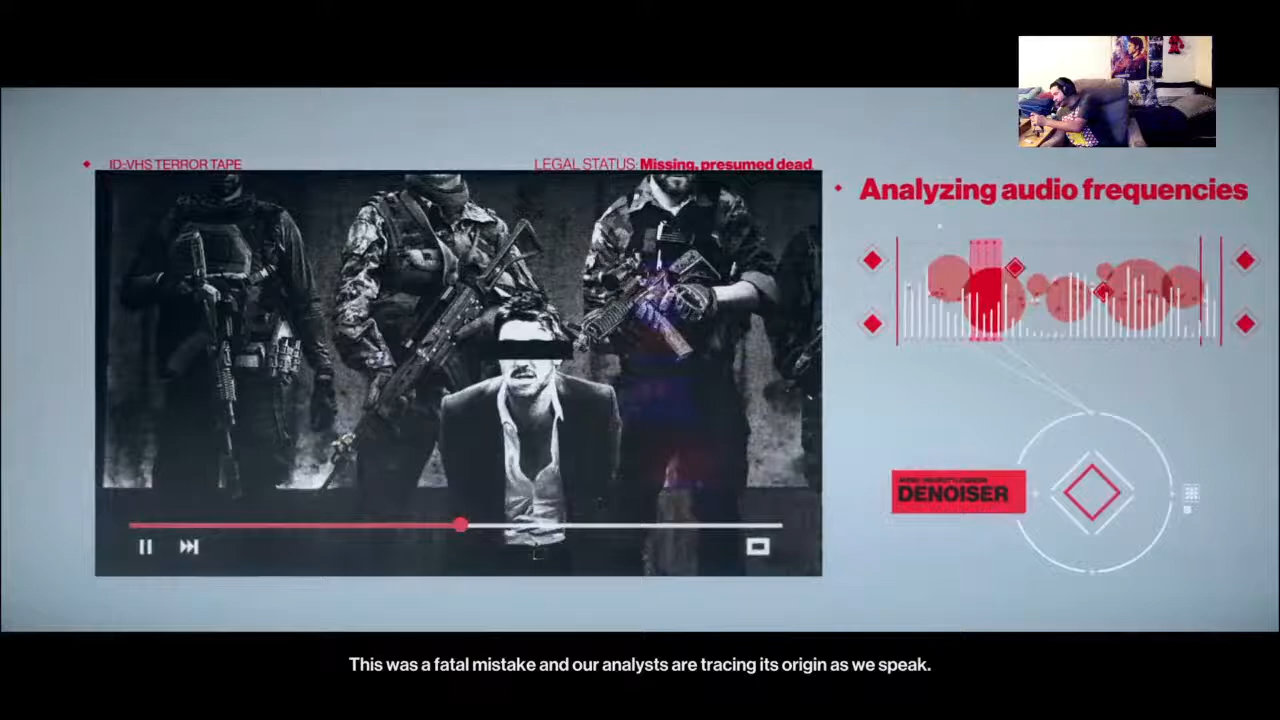 ID:VHS TERROR TAPE
LEGAL STATUS: Missing, presumed dead
Analyzing audio frequencies
DENOISER
This was a fatal mistake and our analysts are tracing its origin as we speak.